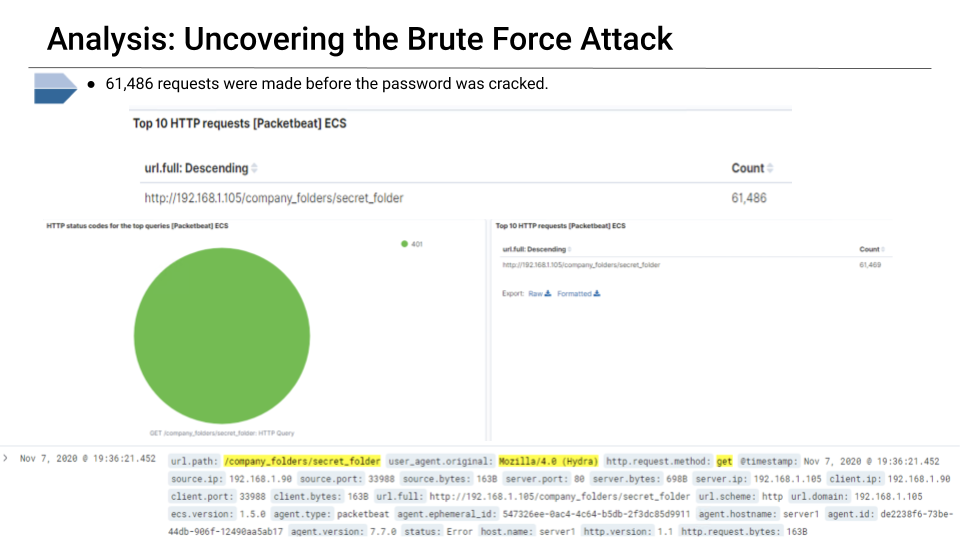 Analysis: Uncovering the Brute Force Attack
● 61,486 requests were made before the password was cracked.
Top 10 HTTP requests [Packetbeat] ECS
url.full: Descending Count
http://192.168.1.105/company_folders/secret_folder 61,486
HTTP status codes for the top queries [Packetbeat] ECS
401
GET /company_folders/secret_folder: HTTP Query
Top 10 HTTP requests [Packetbeat] ECS
url.full: Descending Count
http://192.168.1.105/company_folders/secret_folder 61,469
Export: Raw Formatted
> Nov 7, 2020 @ 19:36:21.452 url.path: /company_folders/secret_folder user_agent.original: Mozilla/4.0 (Hydra) http.request.method: get @timestamp: Nov 7, 2020 @ 19:36:21.452
source.ip: 192.168.1.90 source.port: 33988 source.bytes: 163B server.port: 80 server.bytes: 698B server.ip: 192.168.1.105 client.ip: 192.168.1.90
client.port: 33988 client.bytes: 163B url.full: http://192.168.1.105/company_folders/secret_folder url.scheme: http url.domain: 192.168.1.105
ecs.version: 1.5.0 agent.type: packetbeat agent.ephemeral_id: 547326ee-0ac4-4c64-b5db-2f3dc85d9911 agent.hostname: server1 agent.id: de2238f6-73be-
44db-906f-12490aa5ab17 agent.version: 7.7.0 status: Error host.name: server1 http.version: 1.1 http.request.bytes: 163B